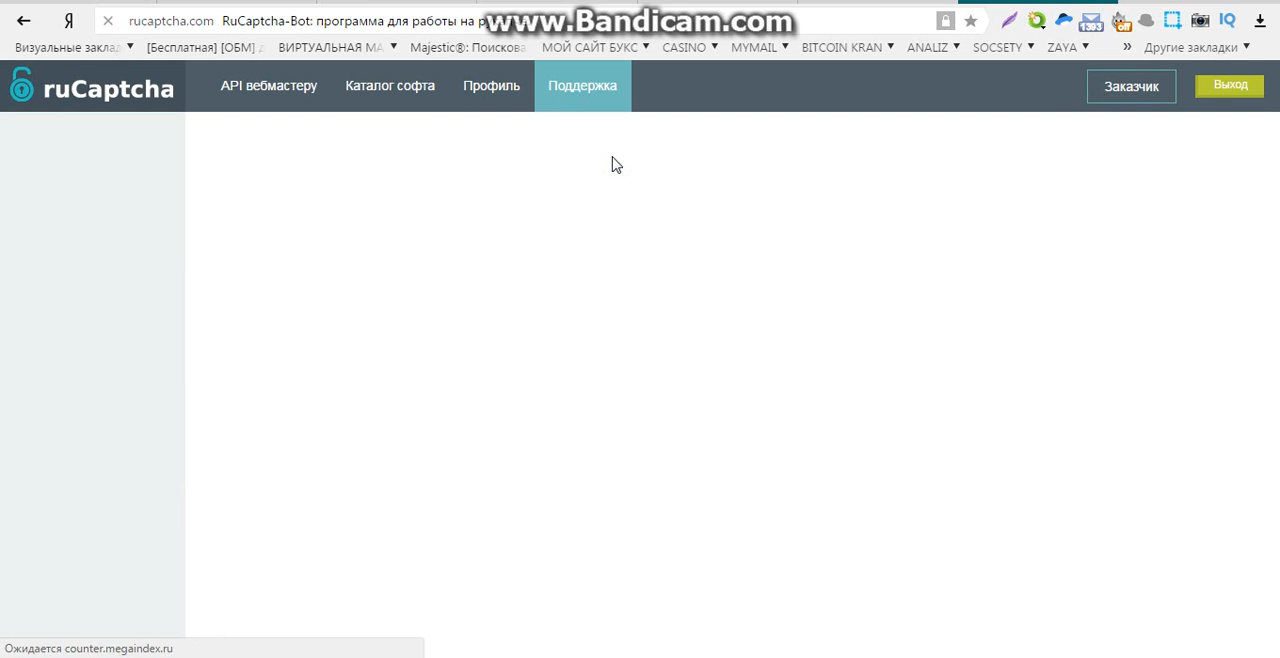 rucaptcha.com RuCaptcha-Bot: программа для работы на
www.Bandicam.com
Визуальные заклад [Бесплатная] [ОБМ] ВИРТУАЛЬНАЯ МА Majestic®: Поискова МОЙ САЙТ БУКС CASINO MYMAIL BITCOIN KRAN ANALIZ SOCSETY ZAYA » Другие закладки
ruCaptcha API вебмастеру Каталог софта Профиль Поддержка Заказчик Выход
Ожидается counter.megaindex.ru